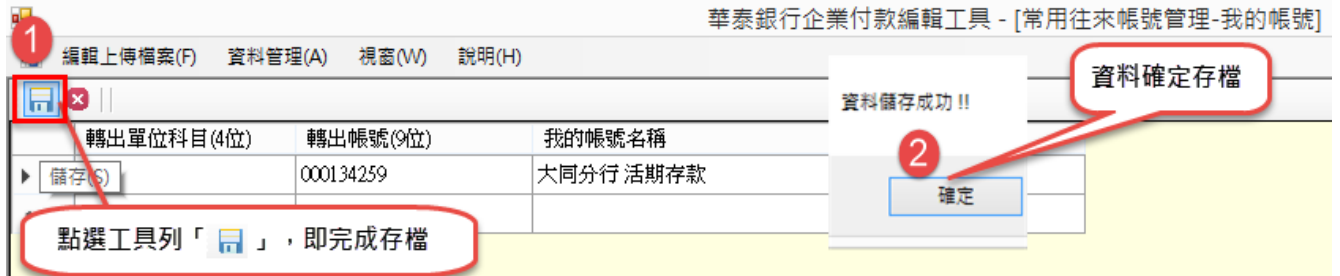 華泰銀行企業付款編輯工具 - [常用往來帳號管理-我的帳號]
1
編輯上傳檔案(F) 資料管理(A) 視窗(W) 說明(H)
資料確定存檔
資料儲存成功 !!
轉出單位科目(4位) 轉出帳號(9位) 我的帳號名稱
2
儲存(S) 000134259 大同分行 活期存款
確定
點選工具列「 」，即完成存檔